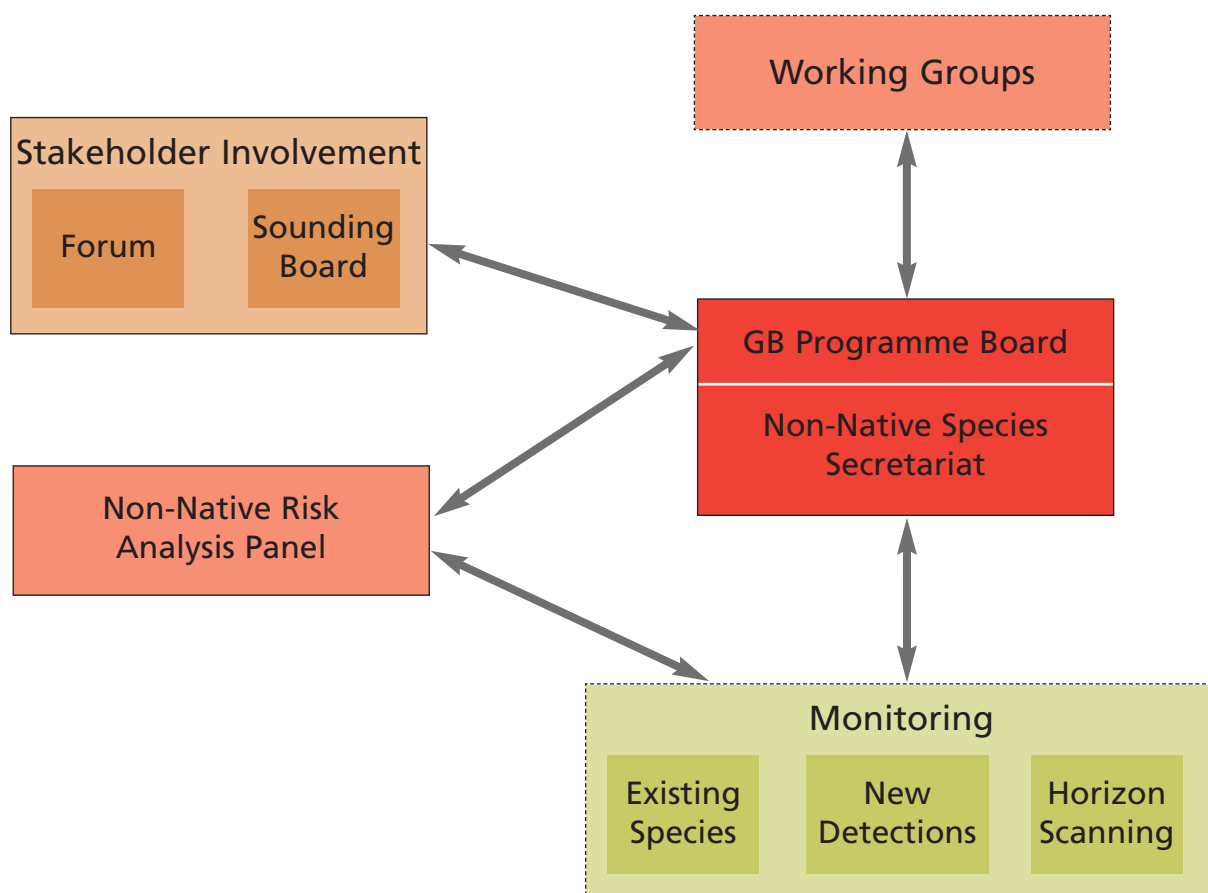 Working Groups
Stakeholder Involvement
Forum
Sounding
Board
GB Programme Board
Non-Native Species
Secretariat
Non-Native Risk
Analysis Panel
Monitoring
Existing
Species
New
Detections
Horizon
Scanning